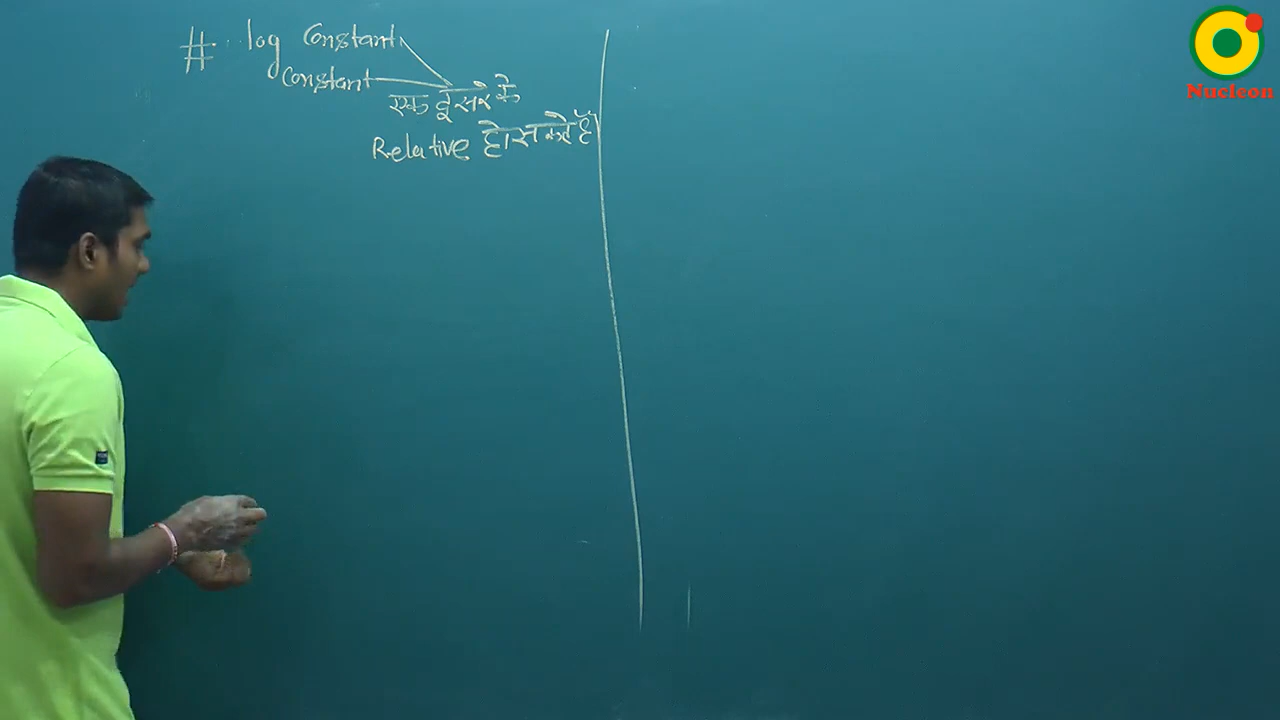 # log Constant
Constant
एक दूसरे के
Relative हो सकते हैं
Nucleon